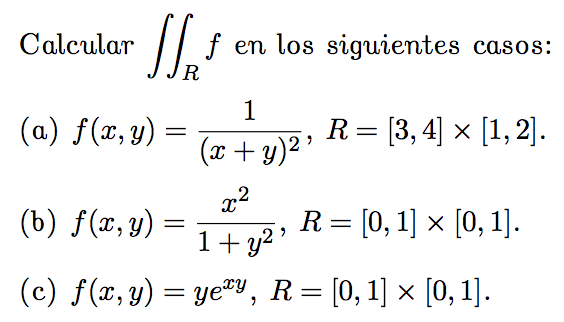 Calcular ∬_R f en los siguientes casos:
(a) f(x, y) = 1/(x + y)², R = [3, 4] × [1, 2].
(b) f(x, y) = x²/(1 + y²), R = [0, 1] × [0, 1].
(c) f(x, y) = ye^{xy}, R = [0, 1] × [0, 1].